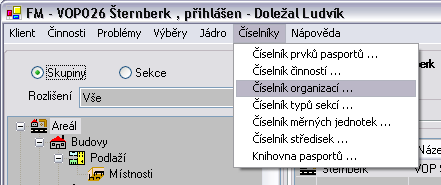 FM - VOP026 Šternberk , přihlášen - Doležal Ludvík
Klient Činnosti Problémy Výběry Jádro Číselníky Nápověda
Číselník prvků pasportů ...
Číselník činností ...
Číselník organizací ...
Číselník typů sekcí ...
Číselník měrných jednotek ...
Číselník středisek ...
Knihovna pasportů ...
Skupiny Sekce
Rozlišení Vše
Areál
Budovy
Podlaží
Místnosti
berk
Náze
Šternberk VOP S